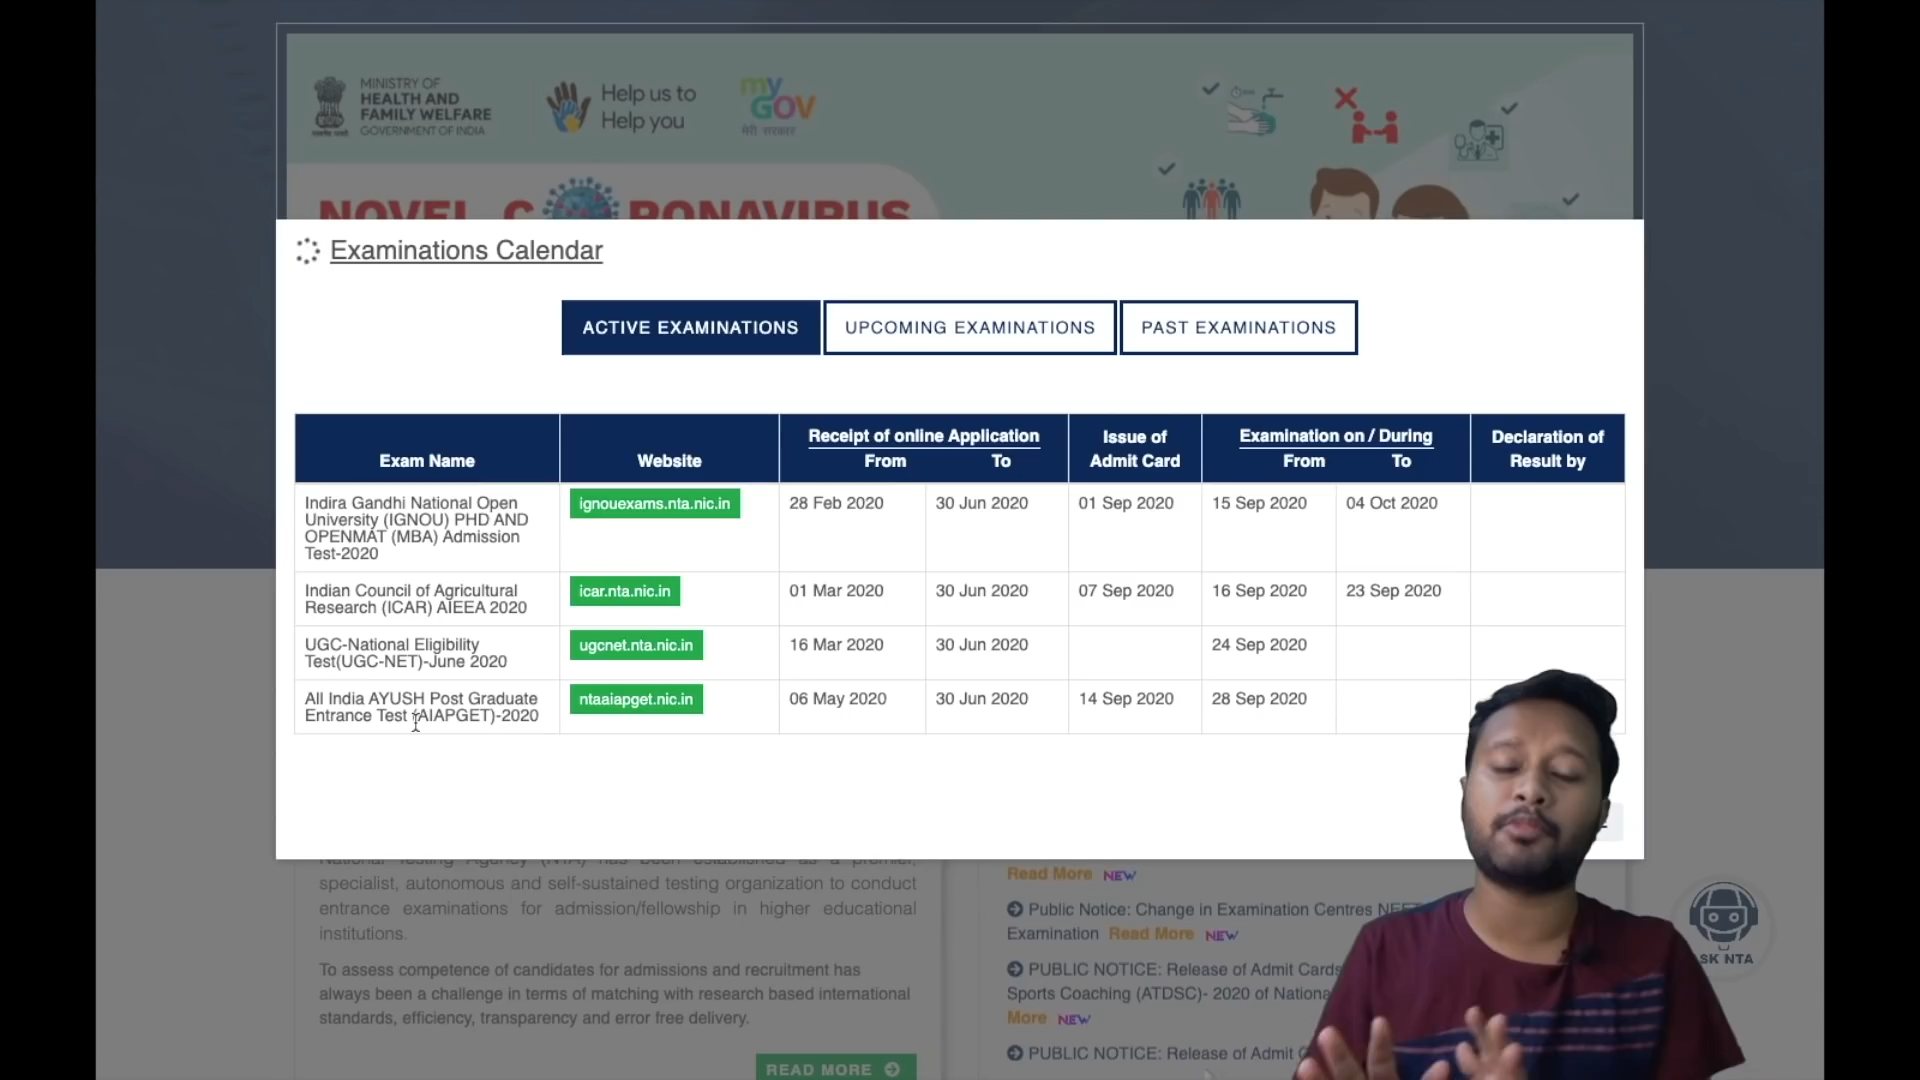 MINISTRY OF
HEALTH AND
FAMILY WELFARE
GOVERNMENT OF INDIA
Help us to
Help you
my
GOV
मेरी सरकार
Examinations Calendar
ACTIVE EXAMINATIONS
UPCOMING EXAMINATIONS
PAST EXAMINATIONS
Exam Name
Website
Receipt of online Application
From To
Issue of
Admit Card
Examination on / During
From To
Declaration of
Result by
Indira Gandhi National Open
University (IGNOU) PHD AND
OPENMAT (MBA) Admission
Test-2020
ignouexams.nta.nic.in
28 Feb 2020
30 Jun 2020
01 Sep 2020
15 Sep 2020
04 Oct 2020
Indian Council of Agricultural
Research (ICAR) AIEEA 2020
icar.nta.nic.in
01 Mar 2020
30 Jun 2020
07 Sep 2020
16 Sep 2020
23 Sep 2020
UGC-National Eligibility
Test(UGC-NET)-June 2020
ugcnet.nta.nic.in
16 Mar 2020
30 Jun 2020
24 Sep 2020
All India AYUSH Post Graduate
Entrance Test (AIAPGET)-2020
ntaaiapget.nic.in
06 May 2020
30 Jun 2020
14 Sep 2020
28 Sep 2020
National Testing Agency (NTA) has been established as a premier,
specialist, autonomous and self-sustained testing organization to conduct
entrance examinations for admission/fellowship in higher educational
institutions.
To assess competence of candidates for admissions and recruitment has
always been a challenge in terms of matching with research based international
standards, efficiency, transparency and error free delivery.
READ MORE
Read More NEW
Public Notice: Change in Examination Centres
Examination Read More NEW
PUBLIC NOTICE: Release of Admit Cards
Sports Coaching (ATDSC)- 2020 of
More NEW
PUBLIC NOTICE: Release of Admit
SK NTA